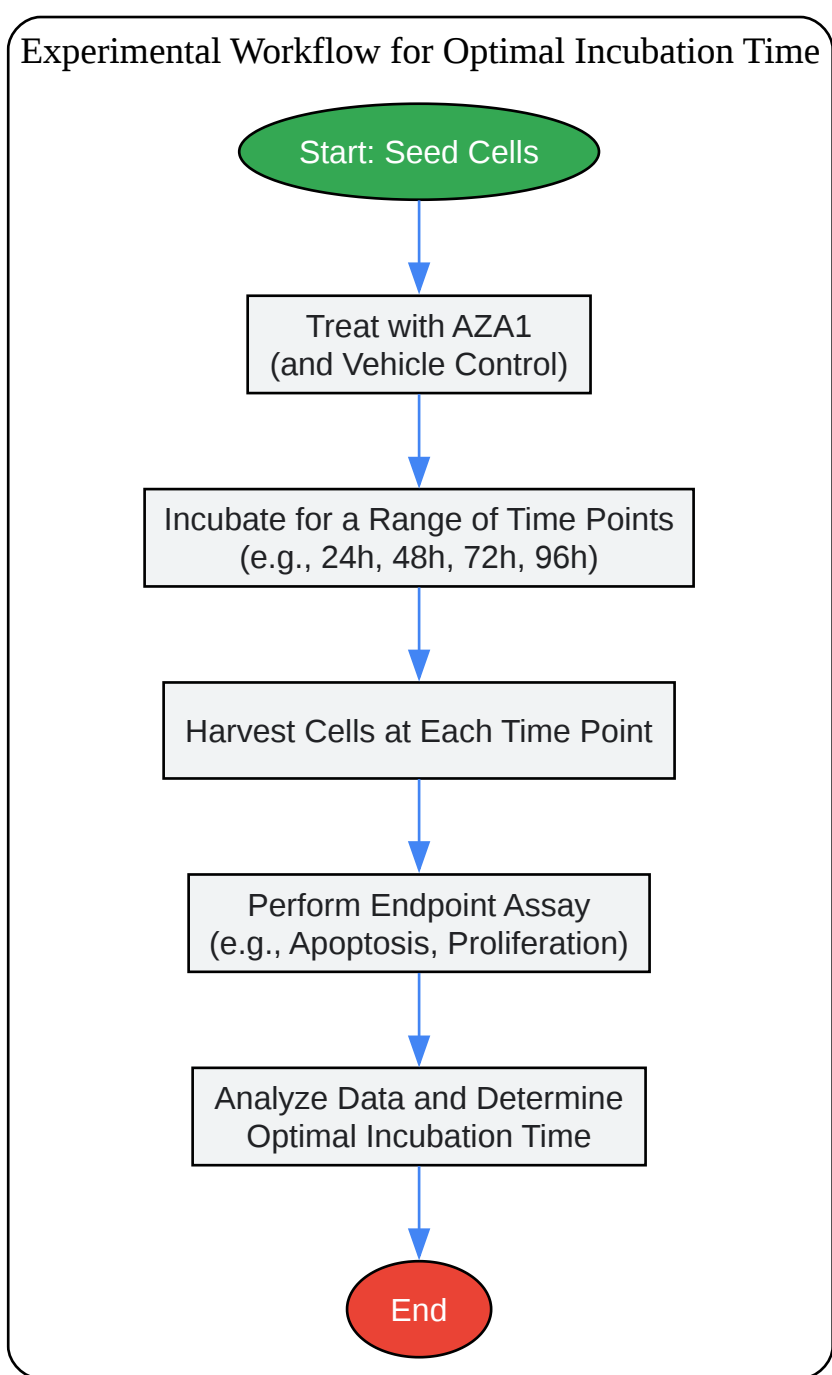 Experimental Workflow for Optimal Incubation Time
Start: Seed Cells
Treat with AZA1
(and Vehicle Control)
Incubate for a Range of Time Points
(e.g., 24h, 48h, 72h, 96h)
Harvest Cells at Each Time Point
Perform Endpoint Assay
(e.g., Apoptosis, Proliferation)
Analyze Data and Determine
Optimal Incubation Time
End